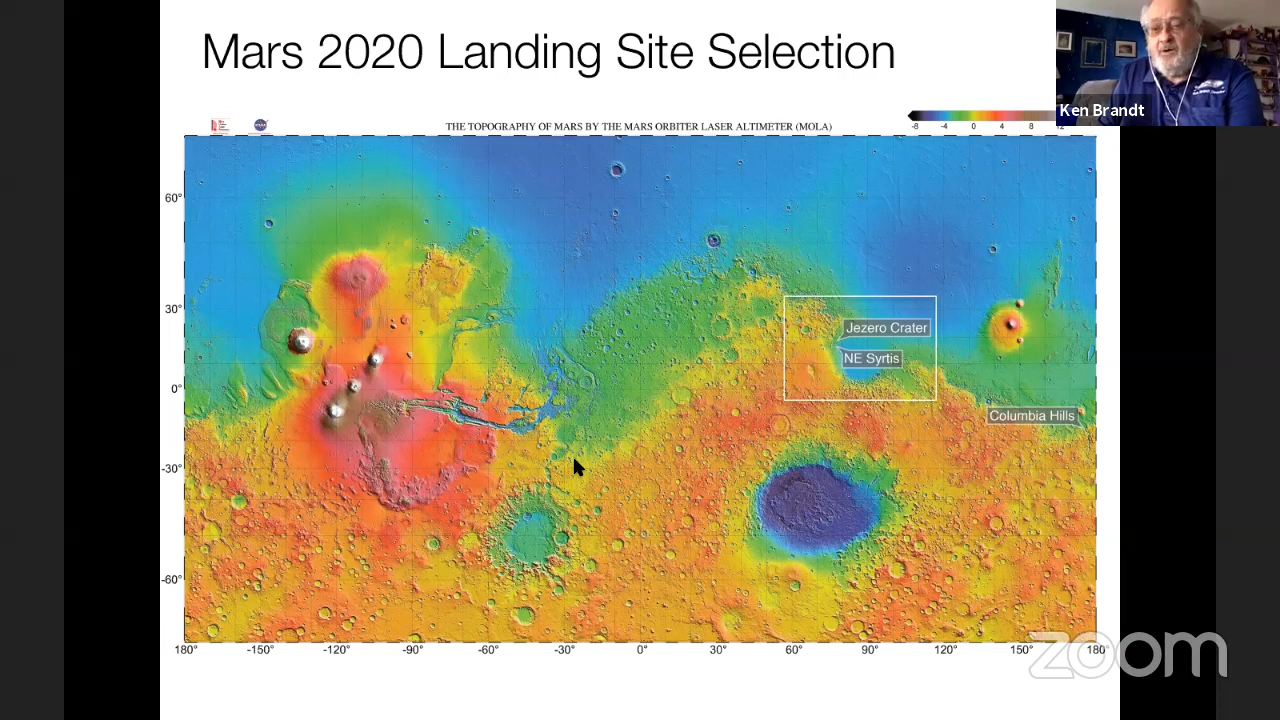 Mars 2020 Landing Site Selection
Ken Brandt
THE TOPOGRAPHY OF MARS BY THE MARS ORBITER LASER ALTIMETER (MOLA)
-8 -4 0 4 8 12
60°
30°
0°
-30°
-60°
Jezero Crater
NE Syrtis
Columbia Hills
180° -150° -120° -90° -60° -30° 0° 30° 60° 90° 120° 150° 180°
zoom